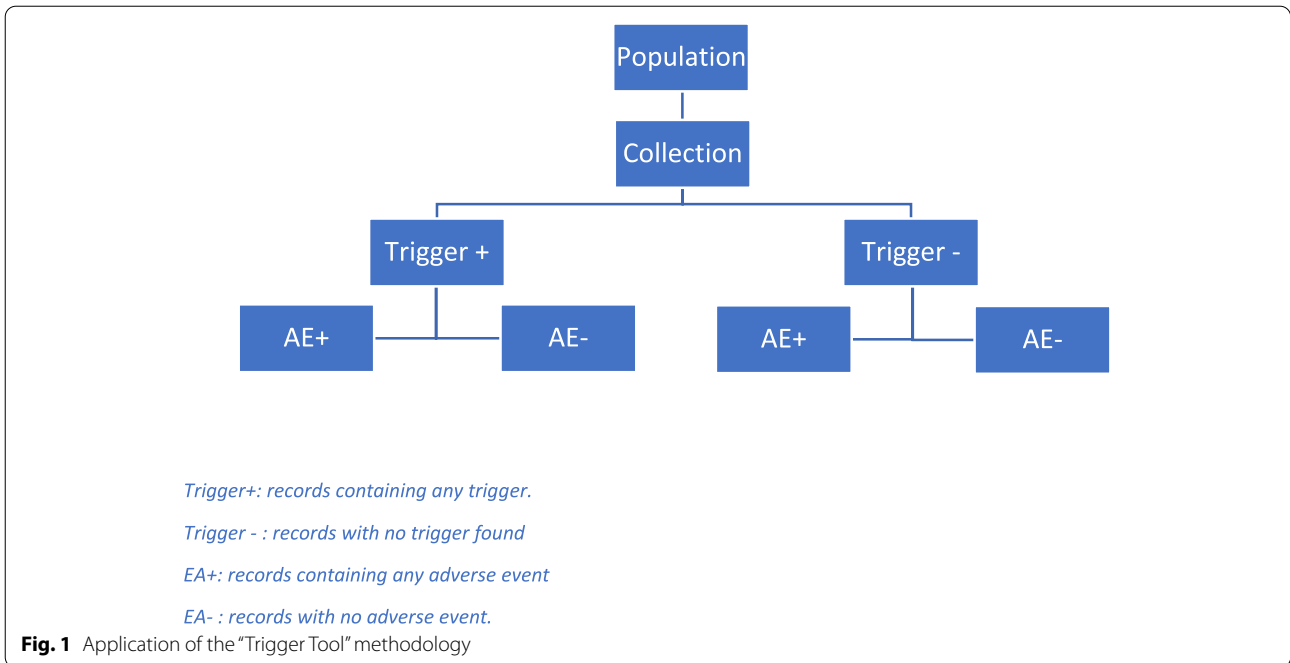 Population
Collection
Trigger +
Trigger -
AE+
AE-
AE+
AE-
Trigger+: records containing any trigger.
Trigger - : records with no trigger found
EA+: records containing any adverse event
EA- : records with no adverse event.
Fig. 1 Application of the “Trigger Tool” methodology